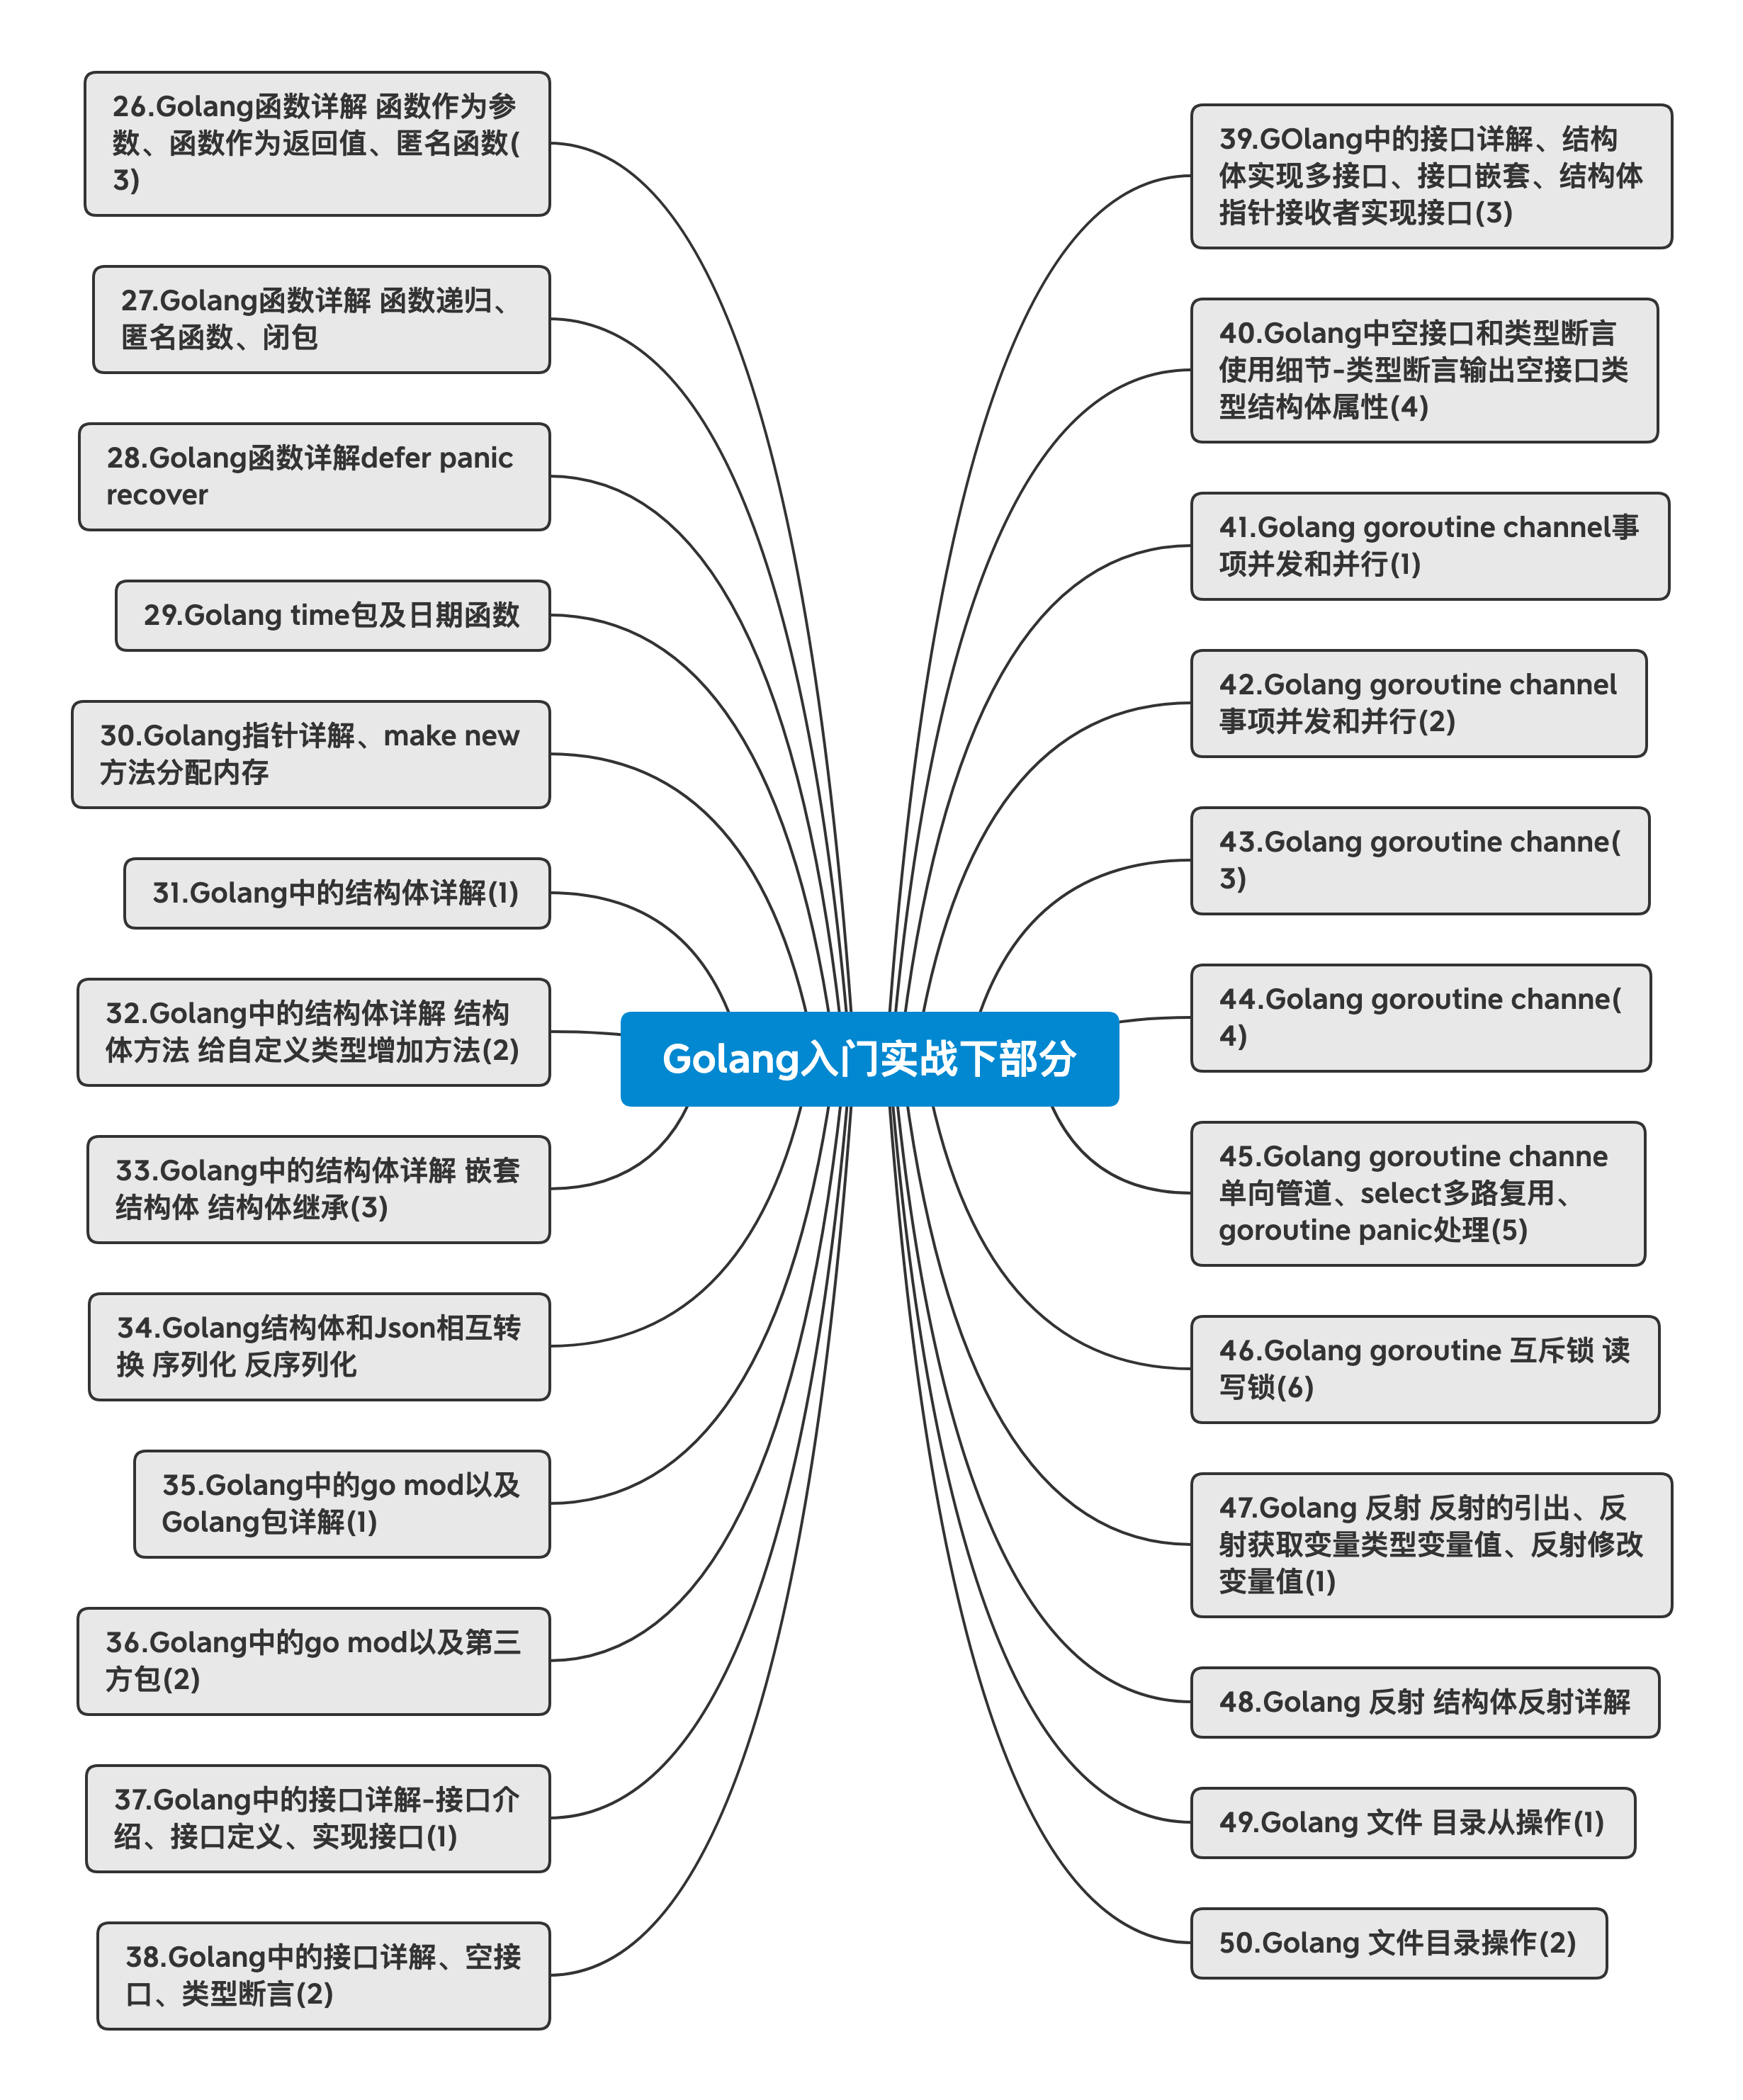 26.Golang函数详解 函数作为参
数、函数作为返回值、匿名函数(
3)
27.Golang函数详解 函数递归、
匿名函数、闭包
28.Golang函数详解defer panic
recover
29.Golang time包及日期函数
30.Golang指针详解、make new
方法分配内存
31.Golang中的结构体详解(1)
32.Golang中的结构体详解 结构
体方法 给自定义类型增加方法(2)
33.Golang中的结构体详解 嵌套
结构体 结构体继承(3)
34.Golang结构体和Json相互转
换 序列化 反序列化
35.Golang中的go mod以及
Golang包详解(1)
36.Golang中的go mod以及第三
方包(2)
37.Golang中的接口详解-接口介
绍、接口定义、实现接口(1)
38.Golang中的接口详解、空接
口、类型断言(2)
Golang入门实战下部分
39.GOlang中的接口详解、结构
体实现多接口、接口嵌套、结构体
指针接收者实现接口(3)
40.Golang中空接口和类型断言
使用细节-类型断言输出空接口类
型结构体属性(4)
41.Golang goroutine channel事
项并发和并行(1)
42.Golang goroutine channel
事项并发和并行(2)
43.Golang goroutine channe(
3)
44.Golang goroutine channe(
4)
45.Golang goroutine channe
单向管道、select多路复用、
goroutine panic处理(5)
46.Golang goroutine 互斥锁 读
写锁(6)
47.Golang 反射 反射的引出、反
射获取变量类型变量值、反射修改
变量值(1)
48.Golang 反射 结构体反射详解
49.Golang 文件 目录从操作(1)
50.Golang 文件目录操作(2)